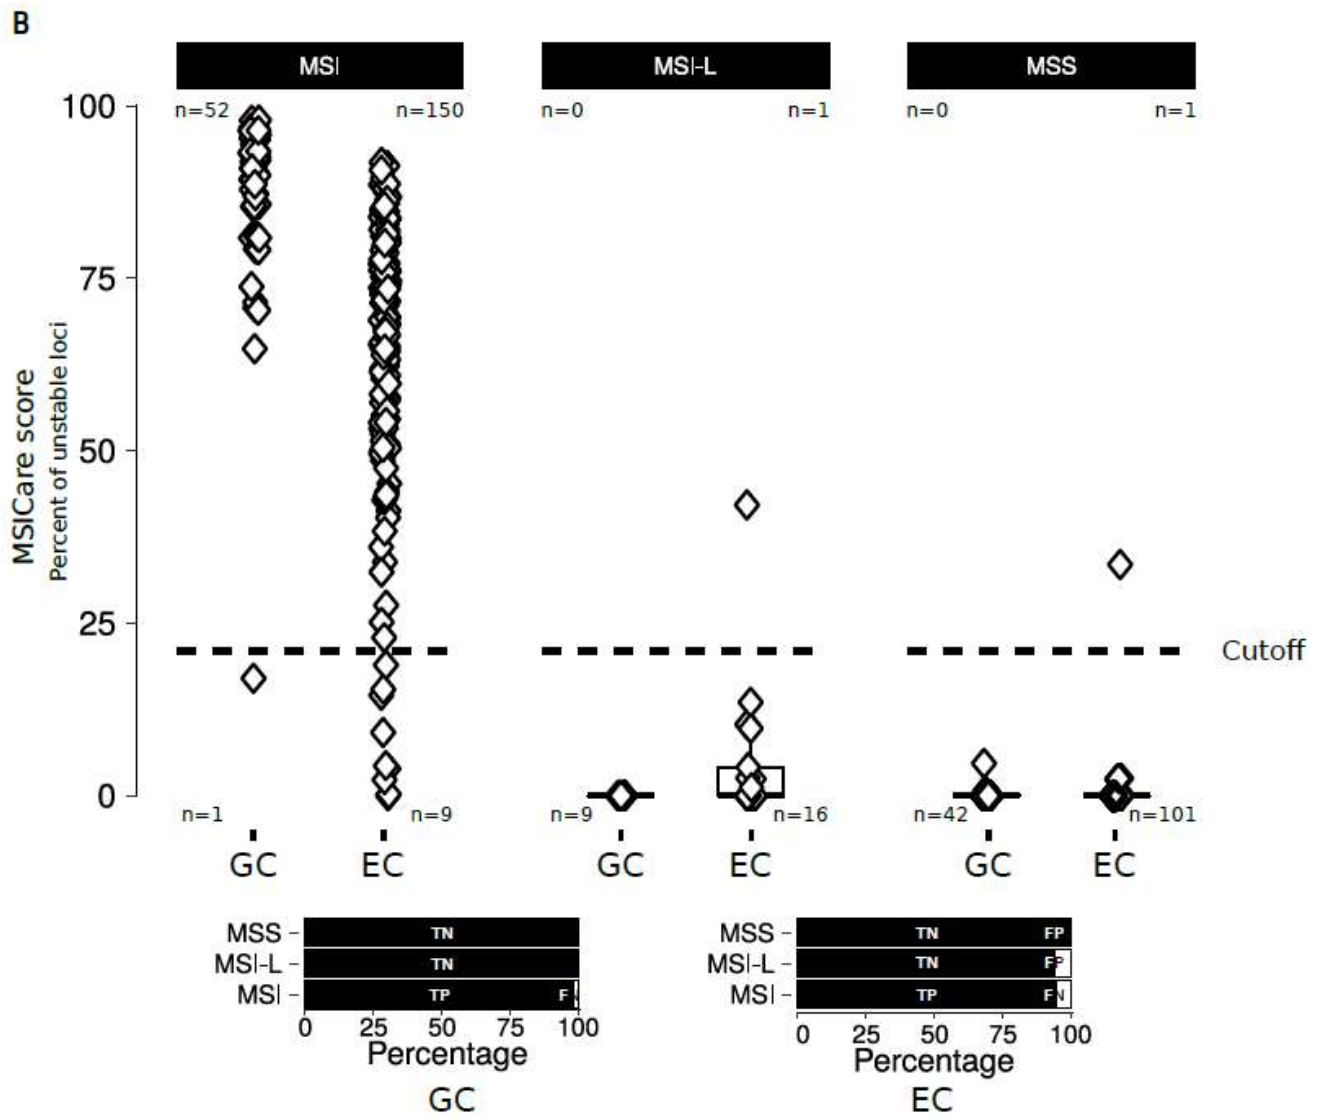 B
MSI MSI-L MSS
100 n=52 n=150 n=0 n=1 n=0 n=1
75
50
25
0
MSICare score
Percent of unstable loci
Cutoff
n=1 n=9 n=9 n=16 n=42 n=101
GC EC GC EC GC EC
MSS TN
MSI-L TN
MSI TP F
0 25 50 75 100
Percentage
GC
MSS TN FP
MSI-L TN FP
MSI TP FN
0 25 50 75 100
Percentage
EC